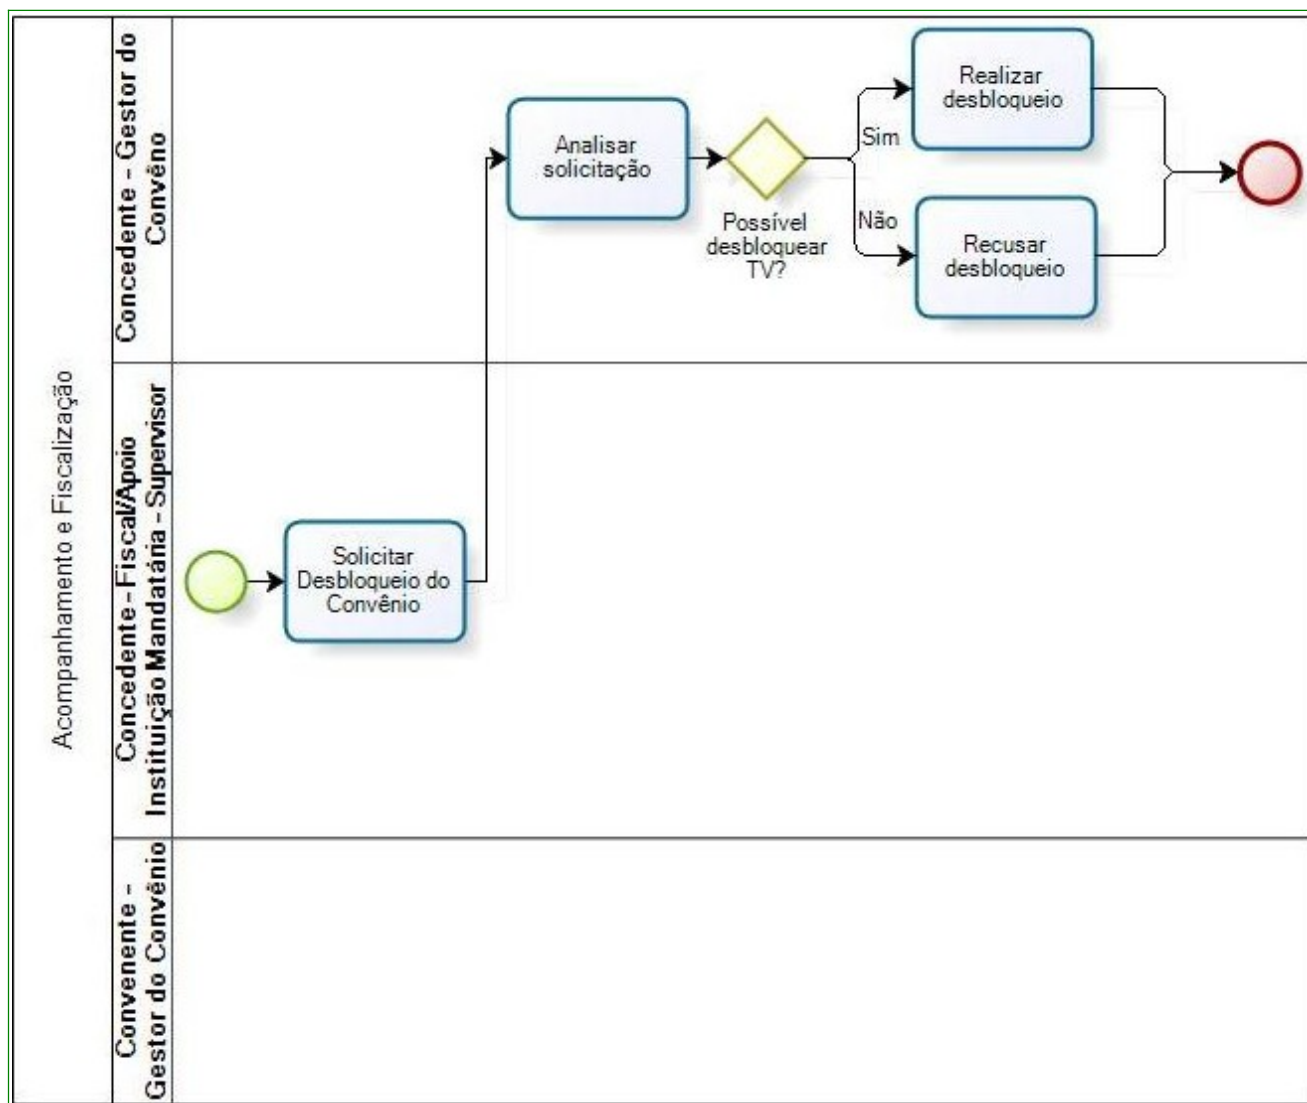 Acompanhamento e Fiscalização
Concedente - Gestor do
Convêno
Analisar
solicitação
Possível
desbloquear
TV?
Sim
Não
Realizar
desbloqueio
Recusar
desbloqueio
Concedente - Fiscal/Apoio
Instituição Mandatária - Supervisor
Solicitar
Desbloqueio do
Convênio
Convenente -
Gestor do Convênio